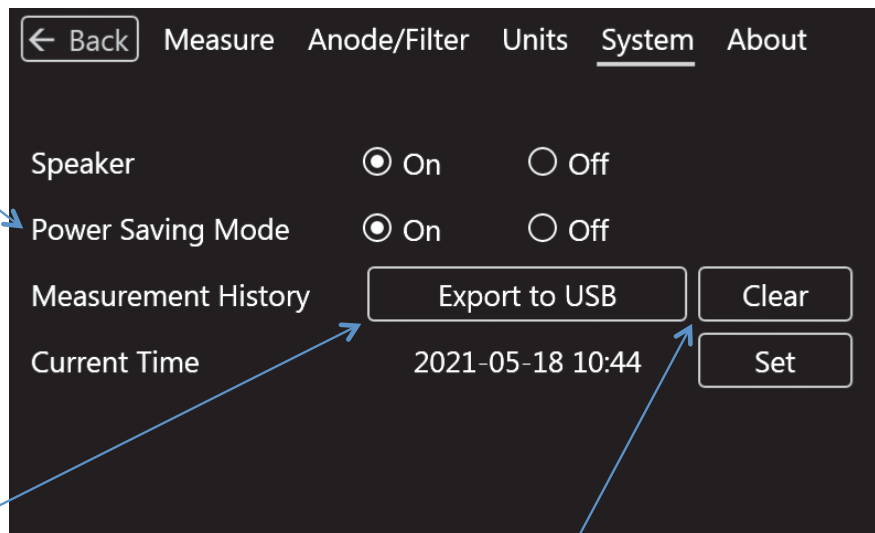 ← Back Measure Anode/Filter Units System About
Speaker On Off
Power Saving Mode On Off
Measurement History Export to USB Clear
Current Time 2021-05-18 10:44 Set